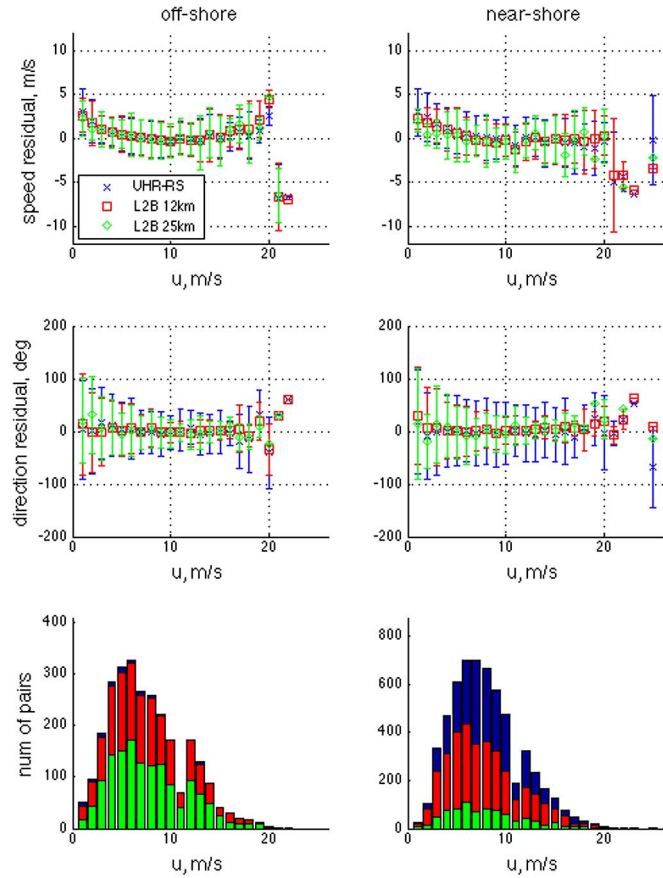 off-shore near-shore
speed residual, m/s
10 10
5 5
0 0
-5 -5
-10 -10
UHR-RS
L2B 12km
L2B 25km
0 10 20 0 10 20
u, m/s u, m/s
direction residual, deg
200 200
100 100
0 0
-100 -100
-200 -200
0 10 20 0 10 20
u, m/s u, m/s
num of pairs
400 800
300 600
200 400
100 200
0 0
0 10 20 0 10 20
u, m/s u, m/s